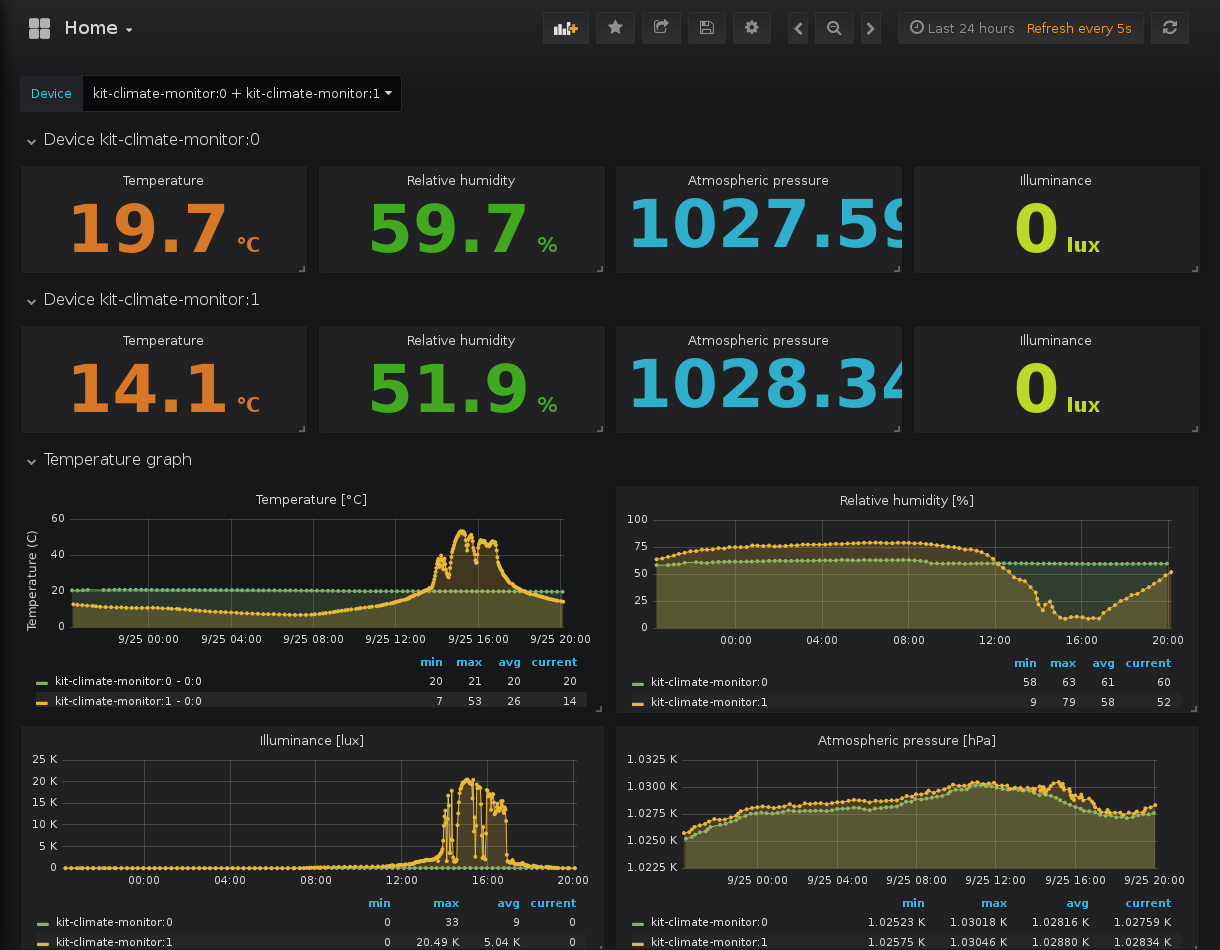 Home
Last 24 hours Refresh every 5s
Device kit-climate-monitor:0 + kit-climate-monitor:1
Device kit-climate-monitor:0
Temperature Relative humidity Atmospheric pressure Illuminance
19.7 °C 59.7 % 1027.59 0 lux
Device kit-climate-monitor:1
Temperature Relative humidity Atmospheric pressure Illuminance
14.1 °C 51.9 % 1028.34 0 lux
Temperature graph
Temperature [°C]
Temperature (C)
60
40
20
0
9/25 00:00 9/25 04:00 9/25 08:00 9/25 12:00 9/25 16:00 9/25 20:00
min max avg current
kit-climate-monitor:0 - 0:0 20 21 20 20
kit-climate-monitor:1 - 0:0 7 53 26 14
Relative humidity [%]
100
75
50
25
0
00:00 04:00 08:00 12:00 16:00 20:00
min max avg current
kit-climate-monitor:0 58 63 61 60
kit-climate-monitor:1 9 79 58 52
Illuminance [lux]
25 K
20 K
15 K
10 K
5 K
0
00:00 04:00 08:00 12:00 16:00 20:00
min max avg current
kit-climate-monitor:0 0 33 9 0
kit-climate-monitor:1 0 20.49 K 5.04 K 0
Atmospheric pressure [hPa]
1.0325 K
1.0300 K
1.0275 K
1.0250 K
1.0225 K
9/25 00:00 9/25 04:00 9/25 08:00 9/25 12:00 9/25 16:00 9/25 20:00
min max avg current
kit-climate-monitor:0 1.02523 K 1.03018 K 1.02816 K 1.02759 K
kit-climate-monitor:1 1.02575 K 1.03046 K 1.02880 K 1.02834 K